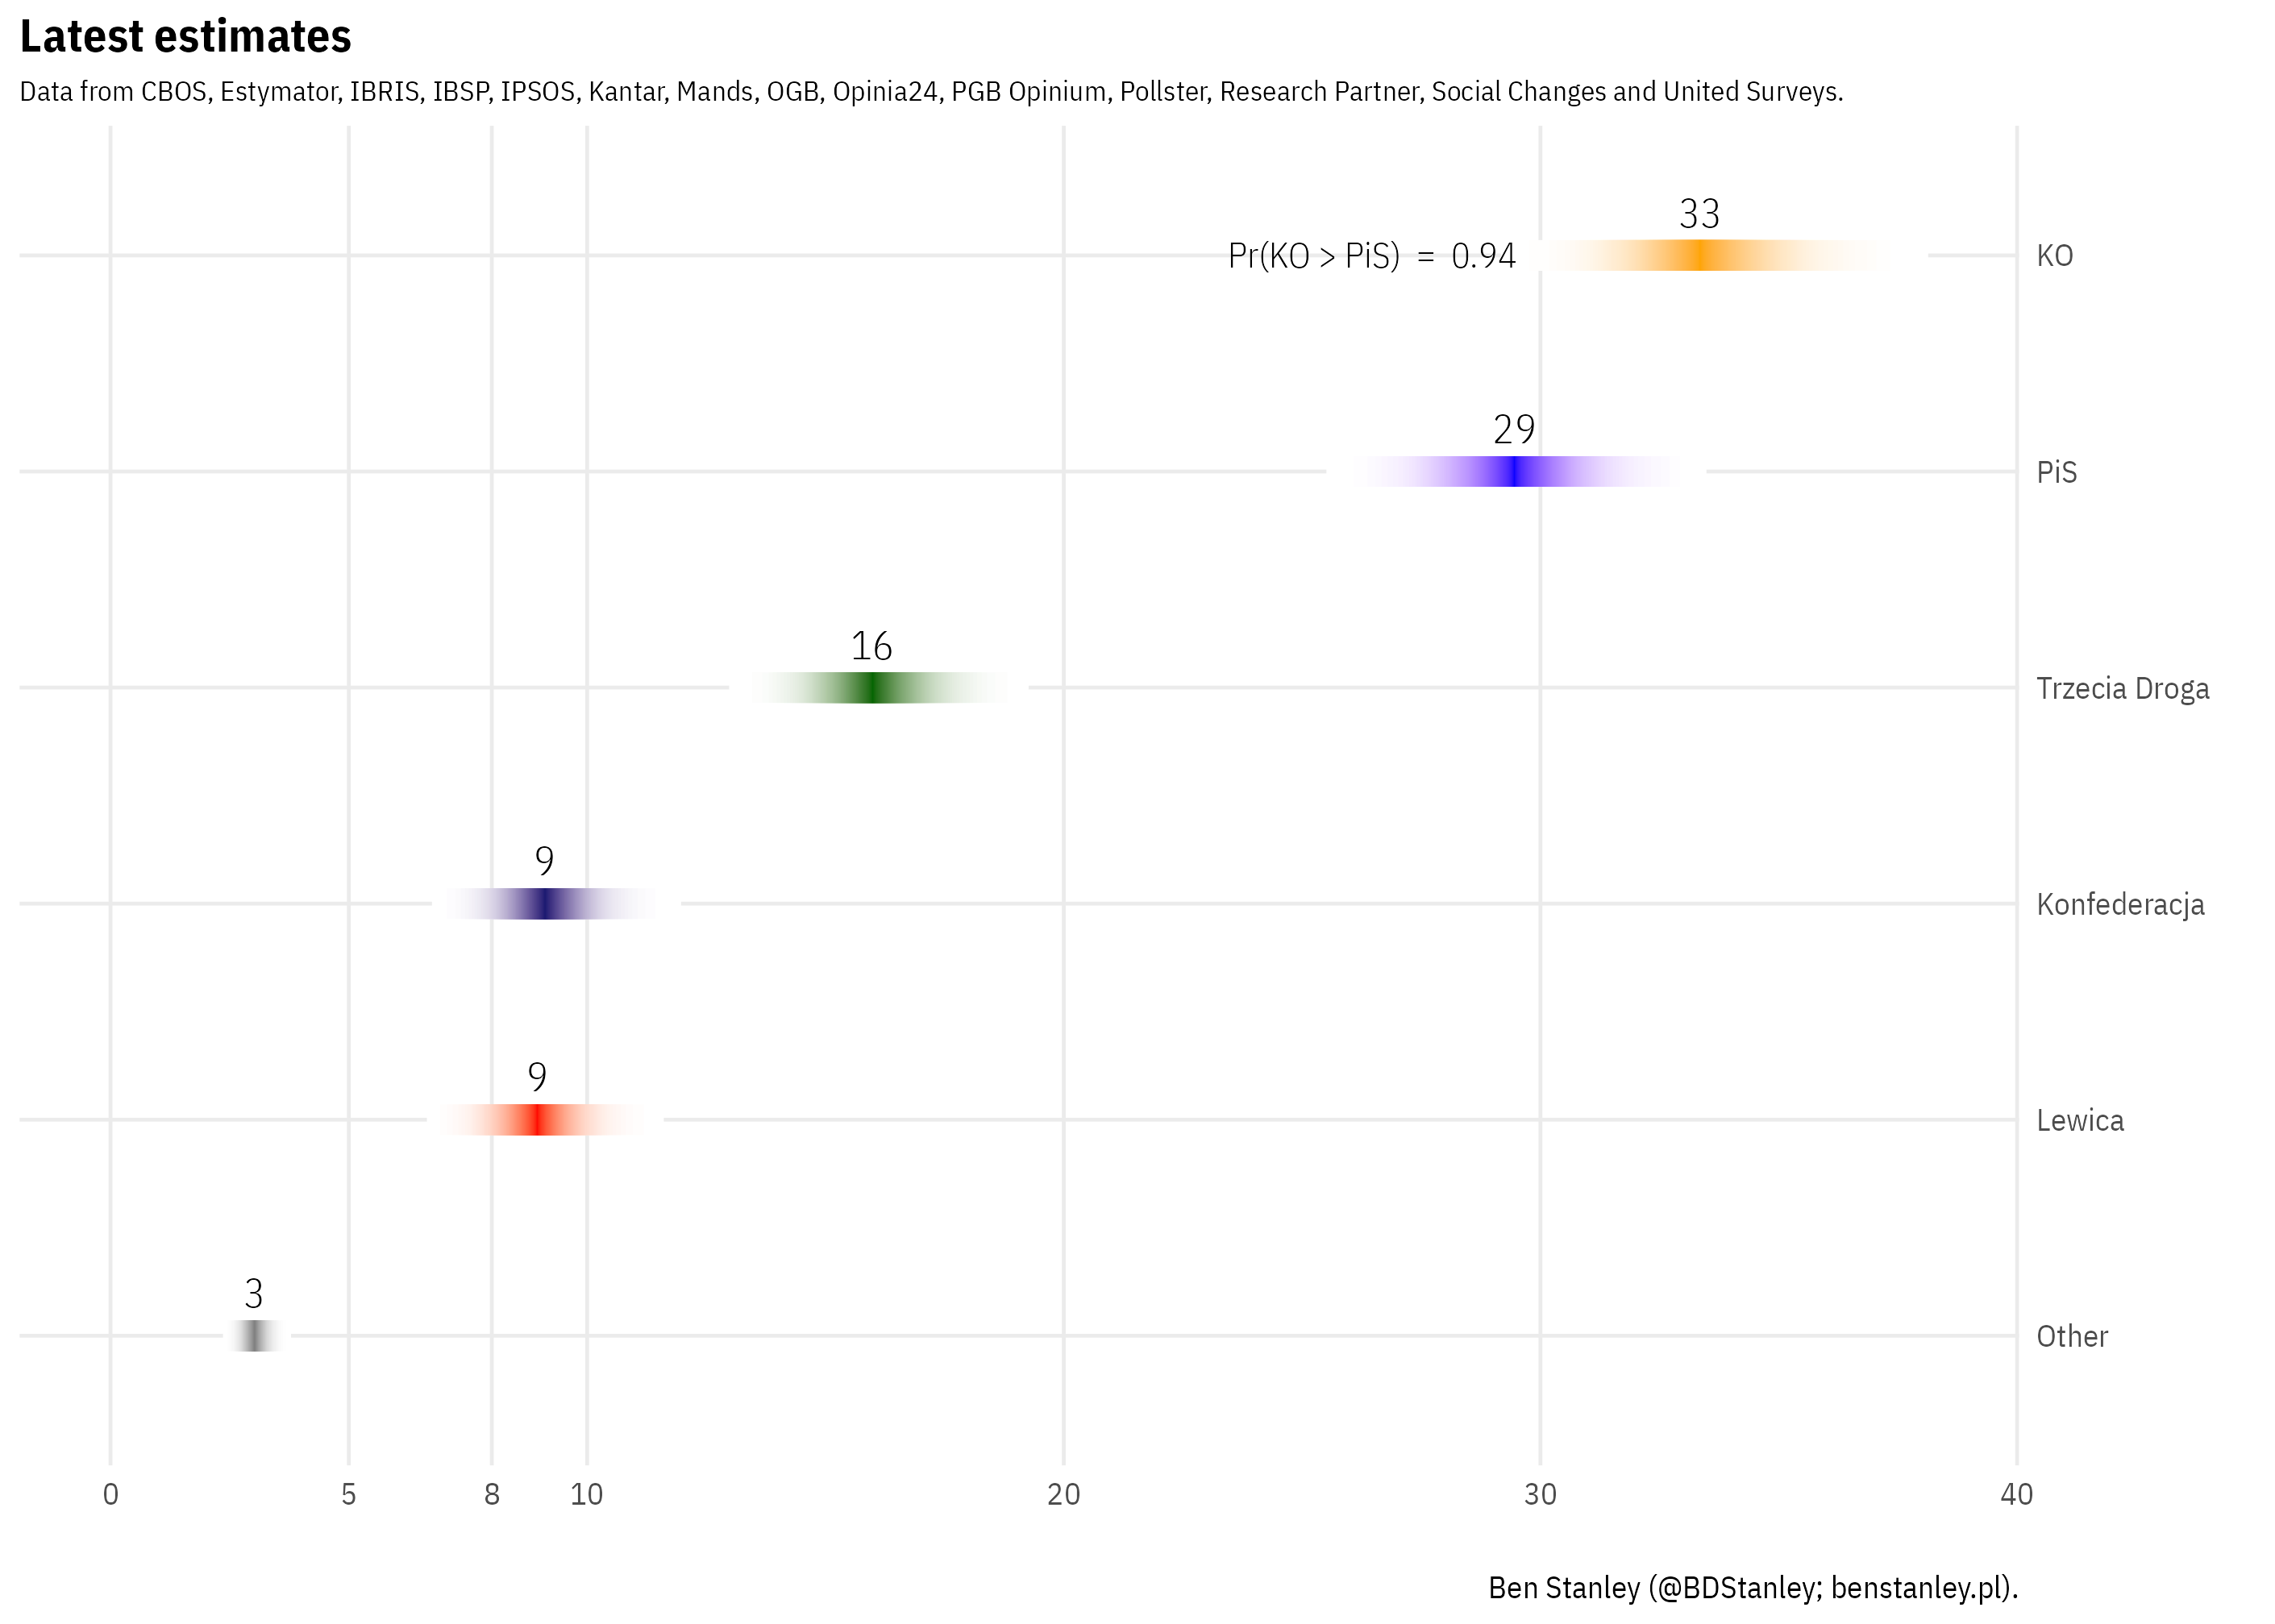 Latest estimates
Data from CBOS, Estymator, IBRIS, IBSP, IPSOS, Kantar, Mands, OGB, Opinia24, PGB Opinium, Pollster, Research Partner, Social Changes and United Surveys.
33
Pr(KO > PiS) = 0.94
KO
29
PiS
16
Trzecia Droga
9
Konfederacja
9
Lewica
3
Other
0 5 8 10 20 30 40
Ben Stanley (@BDStanley; benstanley.pl).